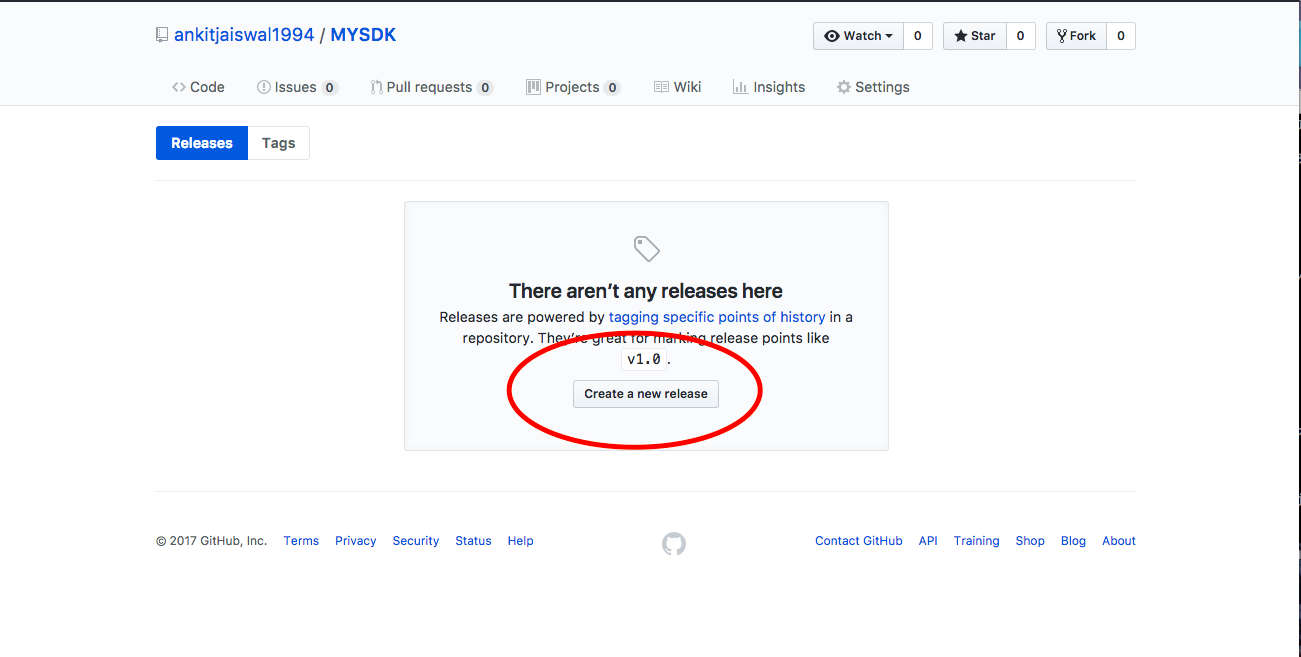 ankitjaiswal1994 / MYSDK
Watch 0 Star 0 Fork 0
Code Issues 0 Pull requests 0 Projects 0 Wiki Insights Settings
Releases Tags
There aren’t any releases here
Releases are powered by tagging specific points of history in a
repository. They’re great for marking release points like
v1.0 .
Create a new release
© 2017 GitHub, Inc. Terms Privacy Security Status Help Contact GitHub API Training Shop Blog About